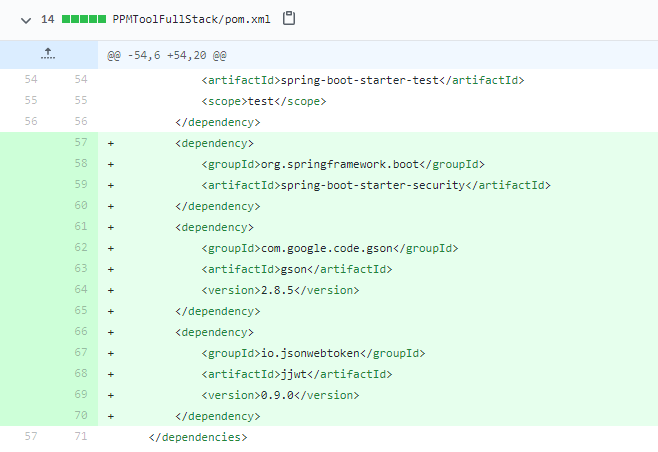 14 PPMToolFullStack/pom.xml
@@ -54,6 +54,20 @@
54 54 <artifactId>spring-boot-starter-test</artifactId>
55 55 <scope>test</scope>
56 56 </dependency>
57 + <dependency>
58 + <groupId>org.springframework.boot</groupId>
59 + <artifactId>spring-boot-starter-security</artifactId>
60 + </dependency>
61 + <dependency>
62 + <groupId>com.google.code.gson</groupId>
63 + <artifactId>gson</artifactId>
64 + <version>2.8.5</version>
65 + </dependency>
66 + <dependency>
67 + <groupId>io.jsonwebtoken</groupId>
68 + <artifactId>jjwt</artifactId>
69 + <version>0.9.0</version>
70 + </dependency>
57 71 </dependencies>